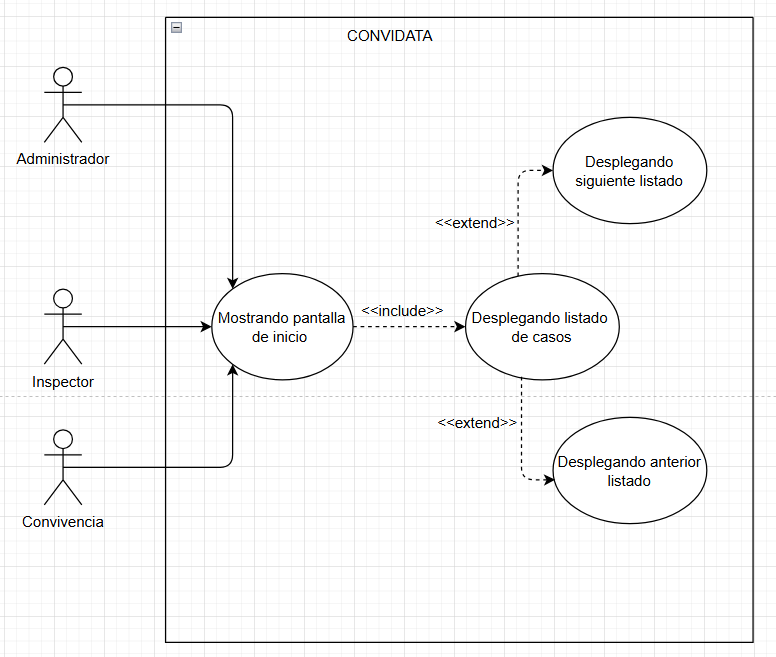 CONVIDATA
Administrador
Desplegando
siguiente listado
<<extend>>
Inspector
Mostrando pantalla
de inicio
<<include>>
Desplegando listado
de casos
<<extend>>
Desplegando anterior
listado
Convivencia